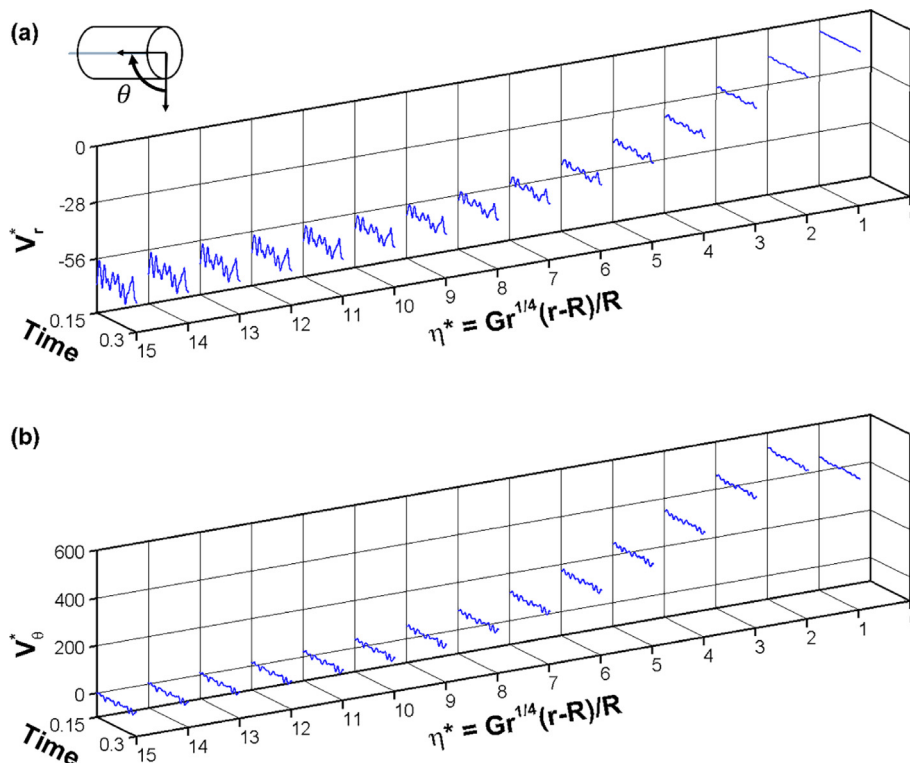 (a)
θ
0
-28
-56
V*r
0.15
0.3
Time
15 14 13 12 11 10 9 8 7 6 5 4 3 2 1
η* = Gr1/4(r-R)/R
(b)
600
400
200
0
V*θ
0.15
0.3
Time
15 14 13 12 11 10 9 8 7 6 5 4 3 2 1
η* = Gr1/4(r-R)/R